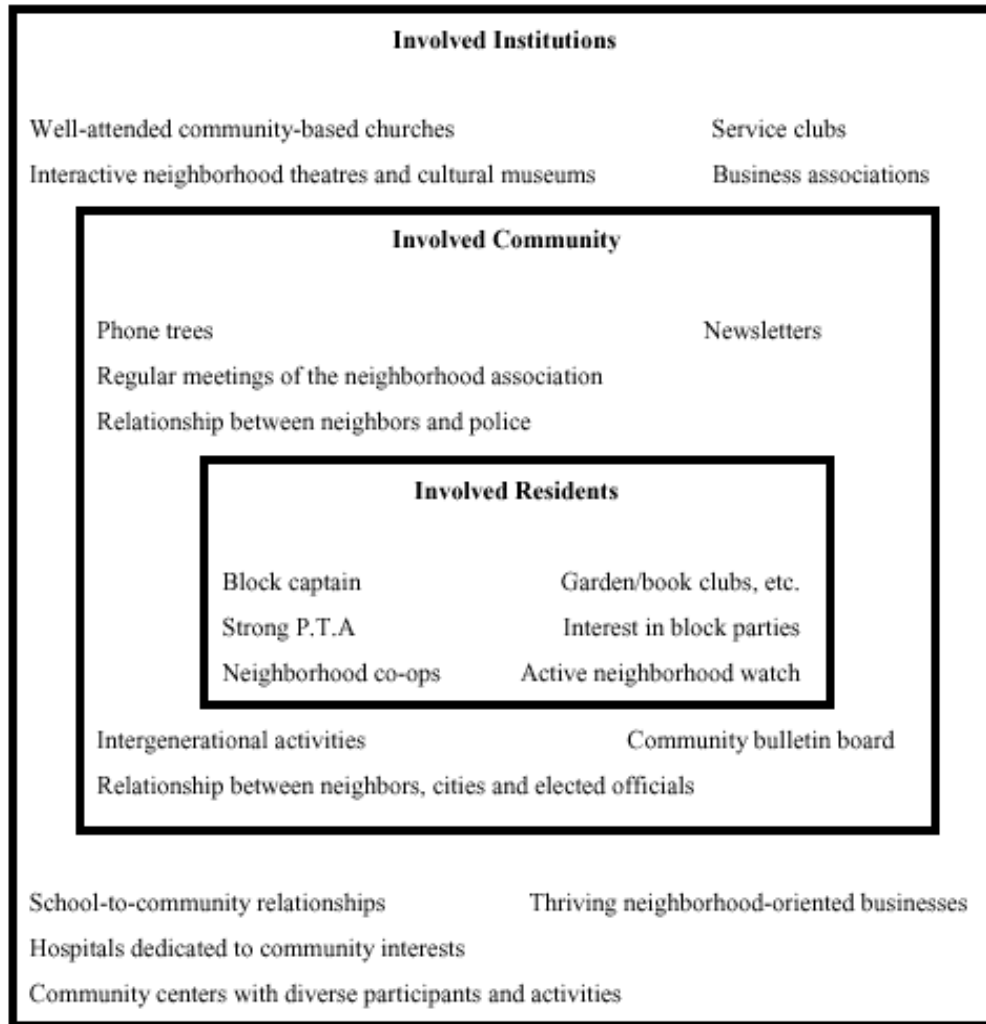 Involved Institutions
Well-attended community-based churches Service clubs
Interactive neighborhood theatres and cultural museums Business associations
Involved Community
Phone trees Newsletters
Regular meetings of the neighborhood association
Relationship between neighbors and police
Involved Residents
Block captain Garden/book clubs, etc.
Strong P.T.A Interest in block parties
Neighborhood co-ops Active neighborhood watch
Intergenerational activities Community bulletin board
Relationship between neighbors, cities and elected officials
School-to-community relationships Thriving neighborhood-oriented businesses
Hospitals dedicated to community interests
Community centers with diverse participants and activities